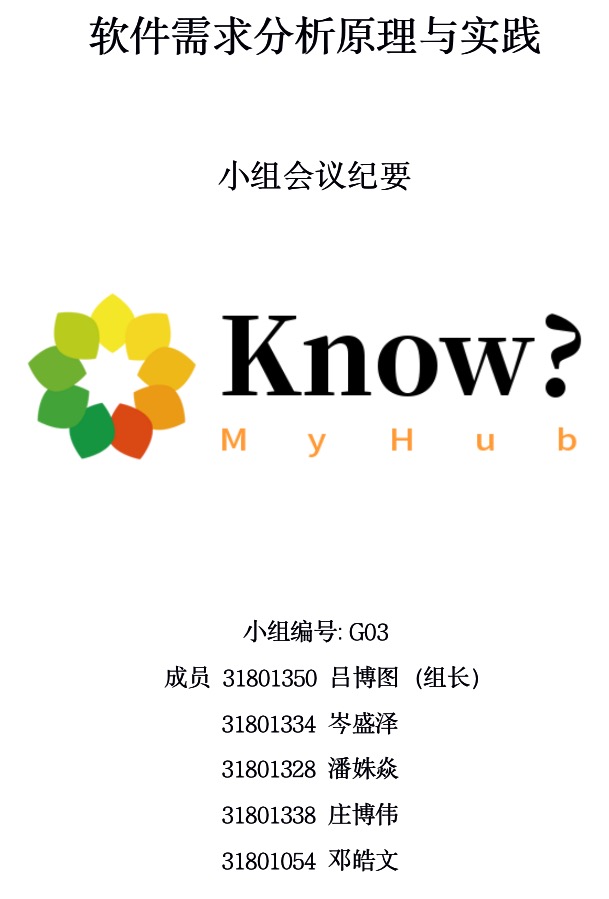 软件需求分析原理与实践
小组会议纪要
Know?
MyHub
小组编号: G03
成员 31801350 吕博图 (组长)
31801334 岑盛泽
31801328 潘姝焱
31801338 庄博伟
31801054 邓皓文